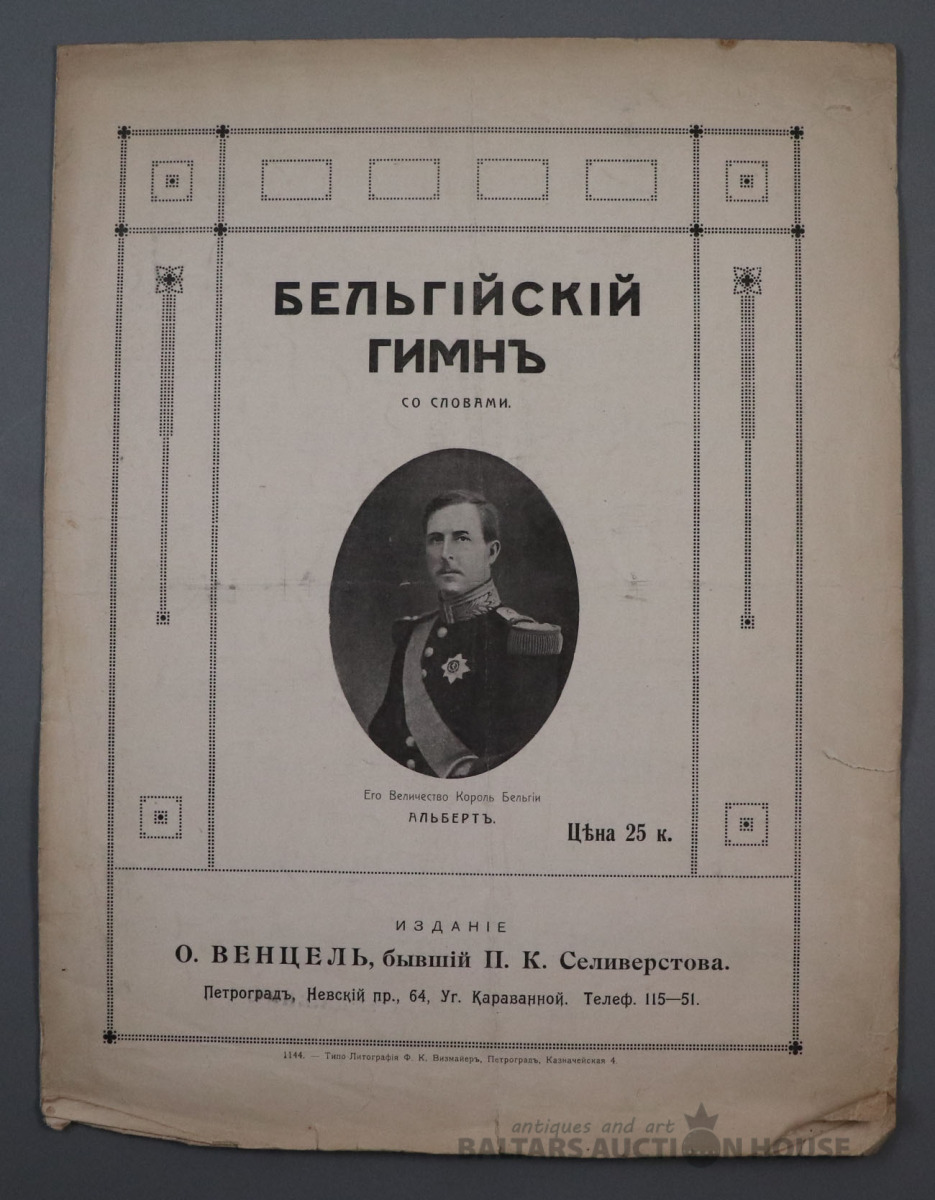 БЕЛЬГІЙСКІЙ
ГИМНЪ
СО СЛОВАМИ.
Его Величество Король Бельгіи
АЛЬБЕРТЪ.
Цѣна 25 к.
ИЗДАНІЕ
О. ВЕНЦЕЛЬ, бывшій П. К. Селиверстова.
Петроградъ, Невскій пр., 64, Уг. Караванной. Телеф. 115—51.
1144. — Типо Литографія Ф. К. Визмайеръ, Петроградъ, Казначейская 4.
antiques and art
BALTARS·AUCTION HOUSE